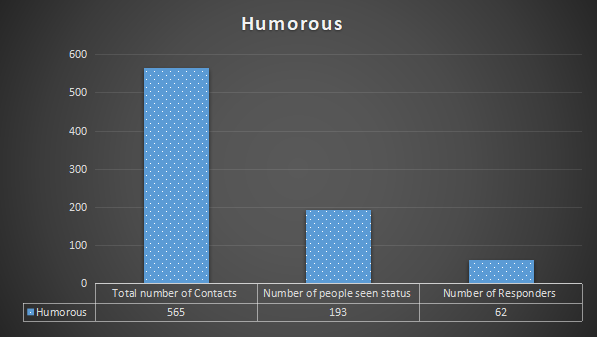 Humorous
600
500
400
300
200
100
0
Total number of Contacts Number of people seen status Number of Responders
Humorous 565 193 62